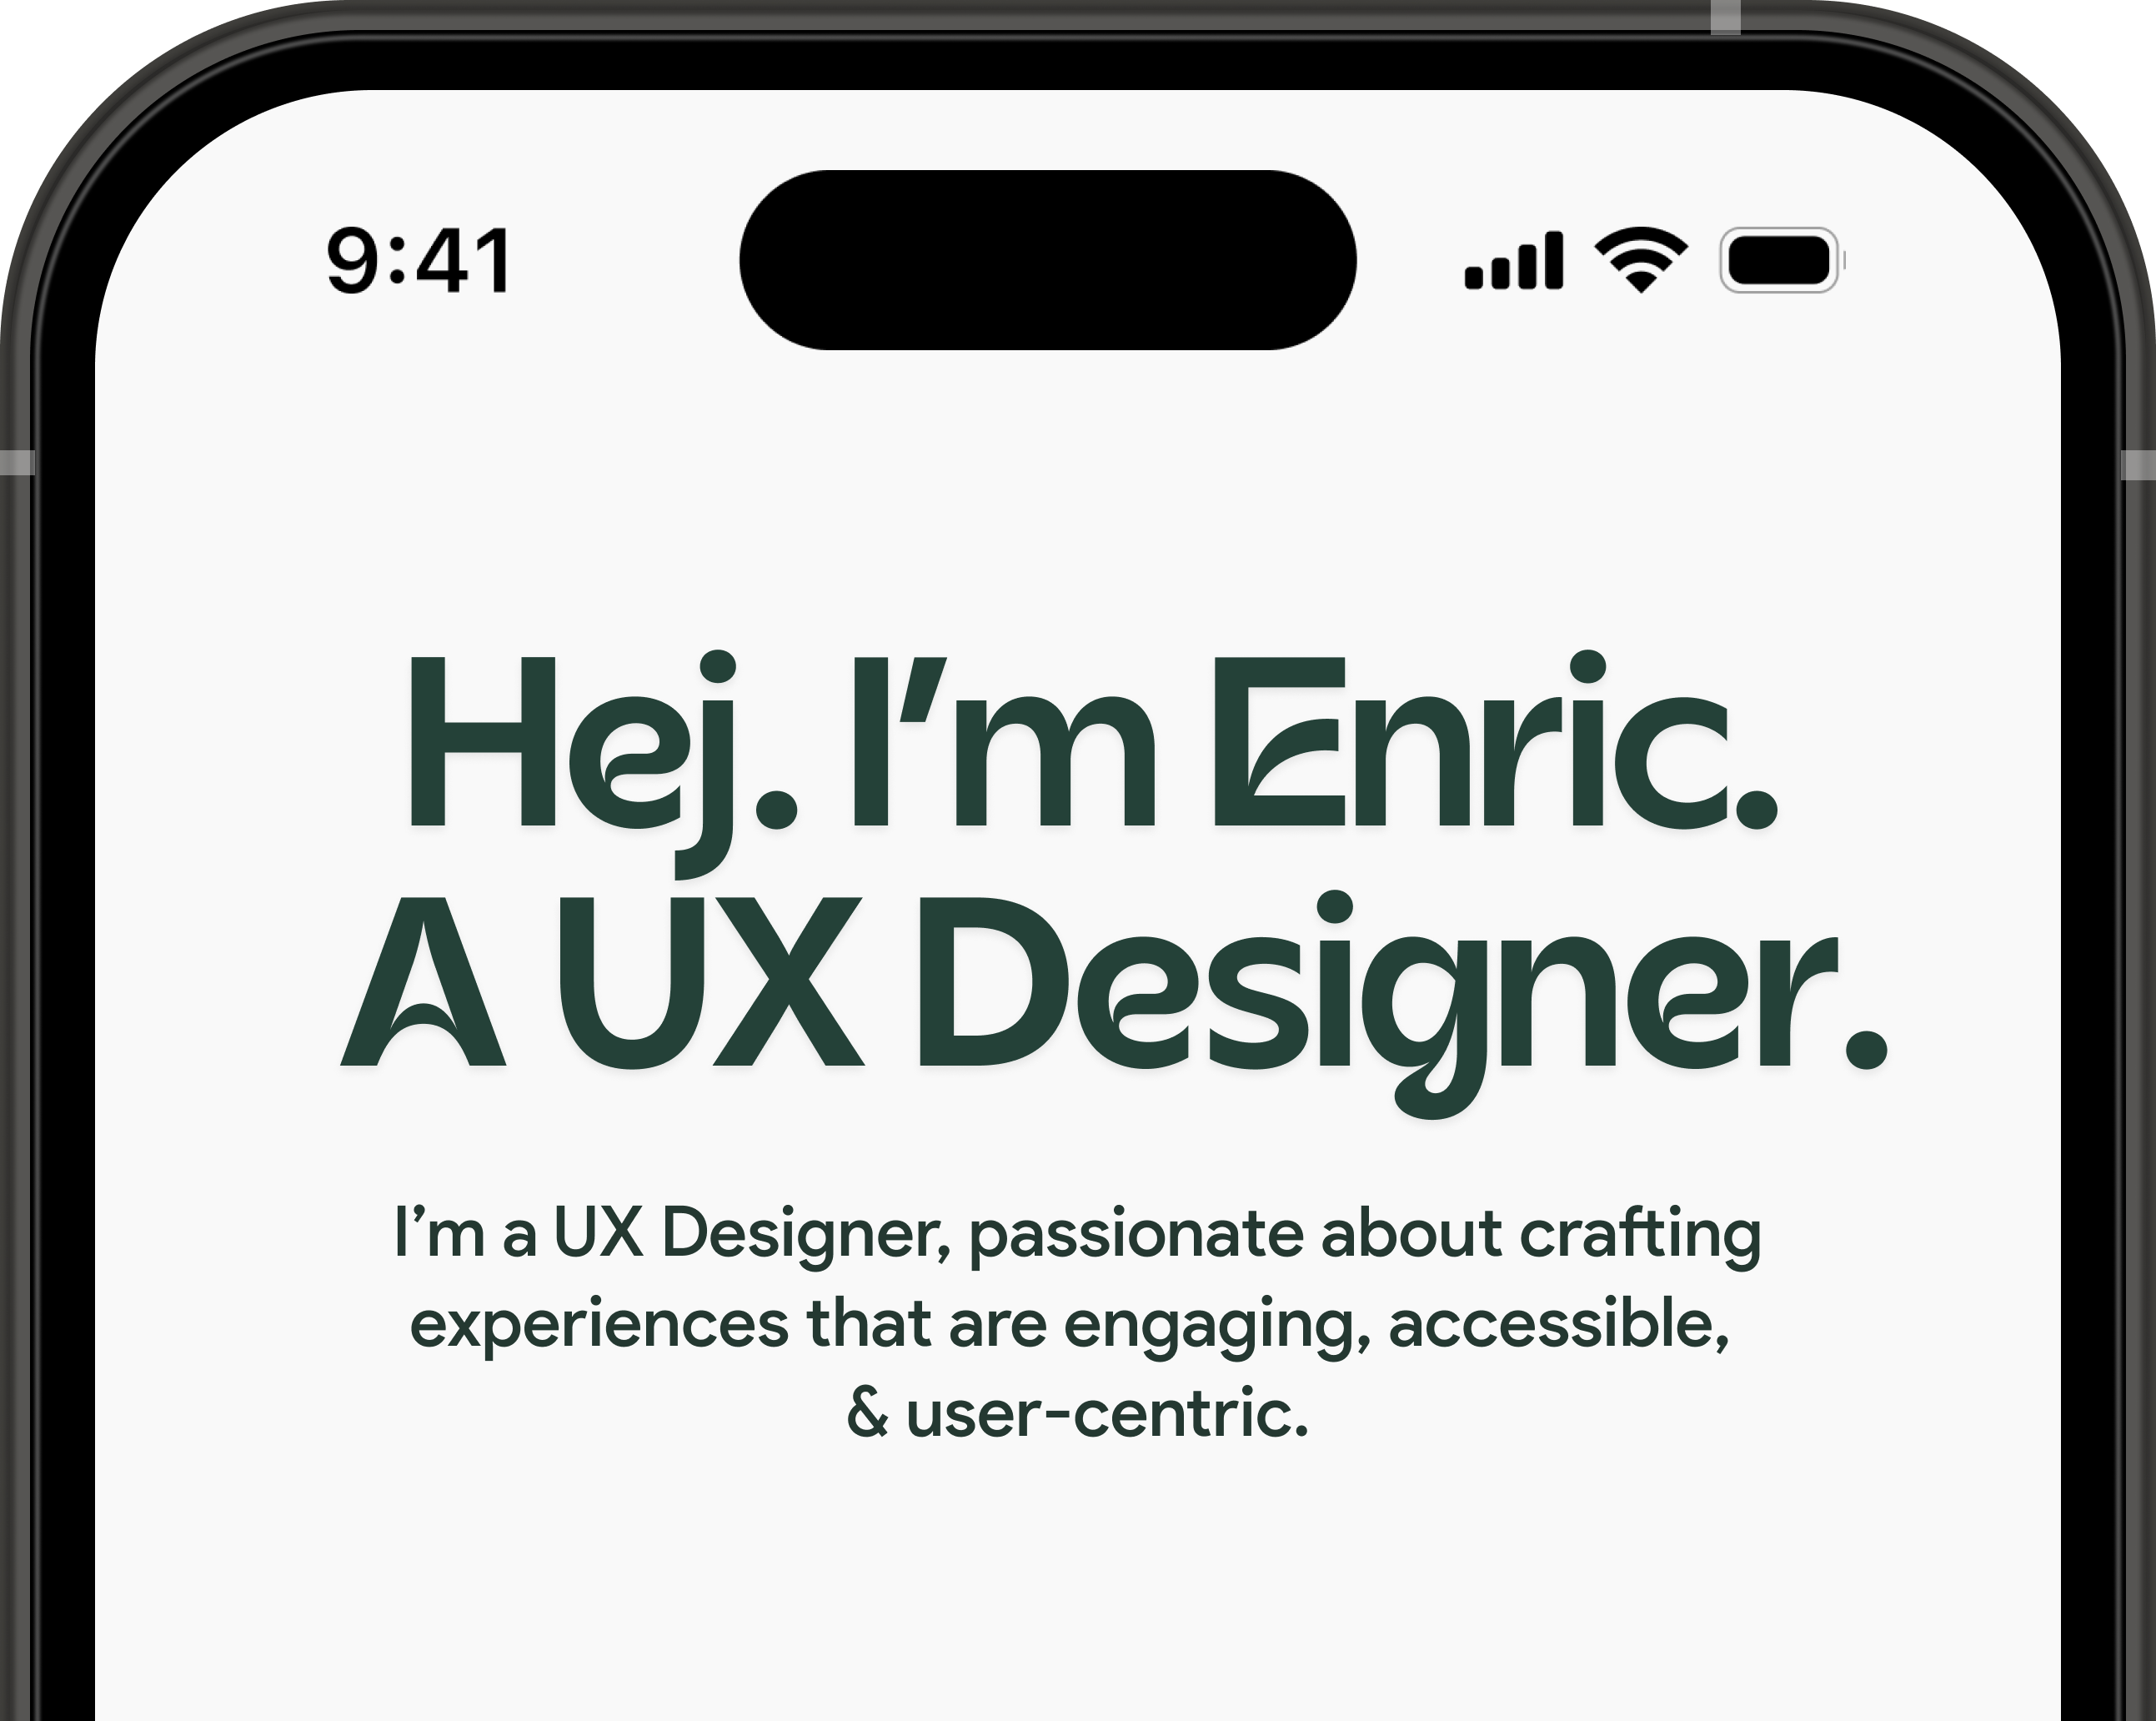 9:41
Hej. I’m Enric.
A UX Designer.
I’m a UX Designer, passionate about crafting
experiences that are engaging, accessible,
& user-centric.